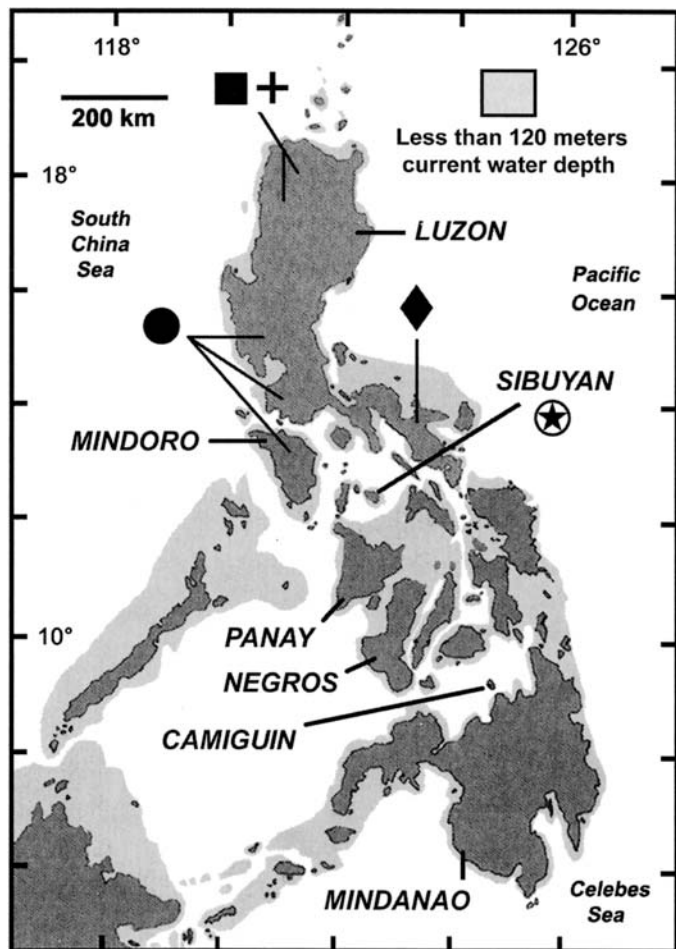 118°
126°
200 km
Less than 120 meters
current water depth
18°
South
China
Sea
LUZON
Pacific
Ocean
SIBUYAN
MINDORO
10°
PANAY
NEGROS
CAMIGUIN
MINDANAO
Celebes
Sea